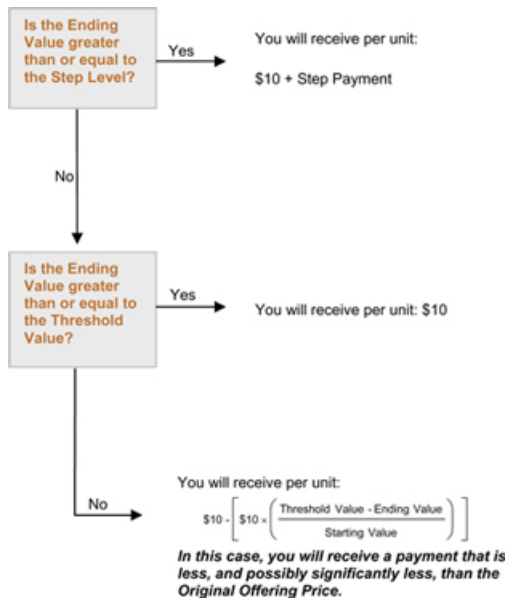 Is the Ending
Value greater
than or equal to
the Step Level?
Yes
You will receive per unit:
$10 + Step Payment
No
Is the Ending
Value greater
than or equal to
the Threshold
Value?
Yes
You will receive per unit: $10
No
You will receive per unit:
$10 - [ $10 × ( Threshold Value - Ending Value
Starting Value ) ]
In this case, you will receive a payment that is
less, and possibly significantly less, than the
Original Offering Price.